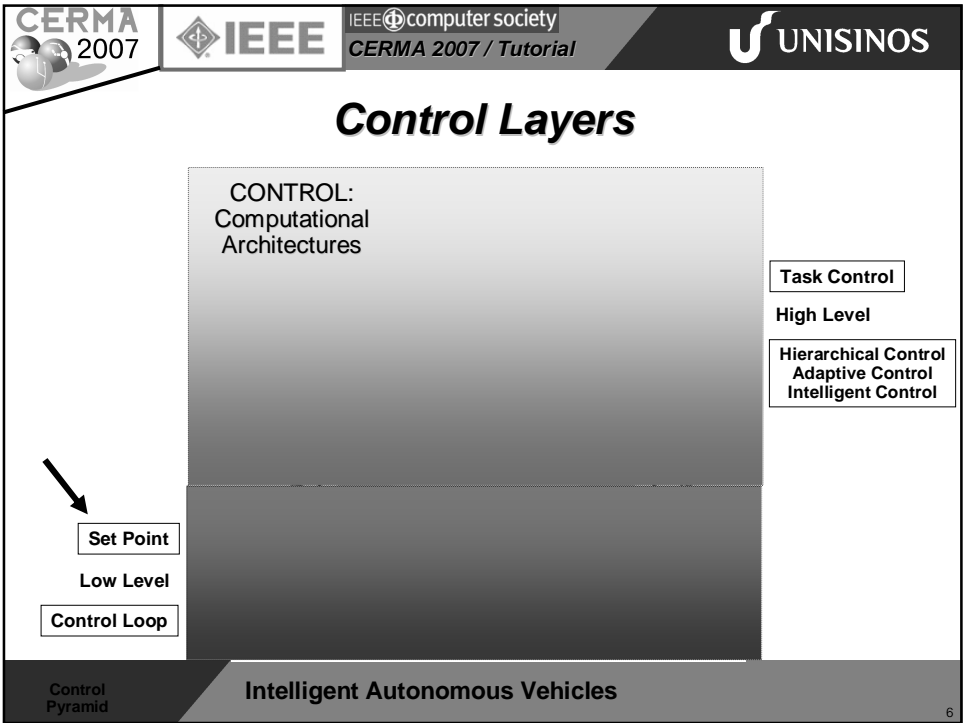 CERMA
2007
IEEE
IEEE computer society
CERMA 2007 / Tutorial
UNISINOS
Control Layers
CONTROL:
Computational
Architectures
Task Control
High Level
Hierarchical Control
Adaptive Control
Intelligent Control
Set Point
Low Level
Control Loop
Control
Pyramid
Intelligent Autonomous Vehicles
6